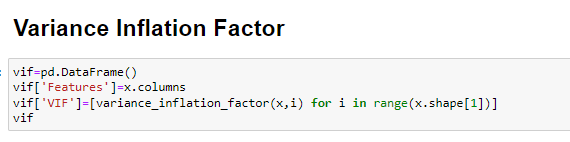 Variance Inflation Factor
vif=pd.DataFrame()
vif['Features']=x.columns
vif['VIF']=[variance_inflation_factor(x,i) for i in range(x.shape[1])]
vif